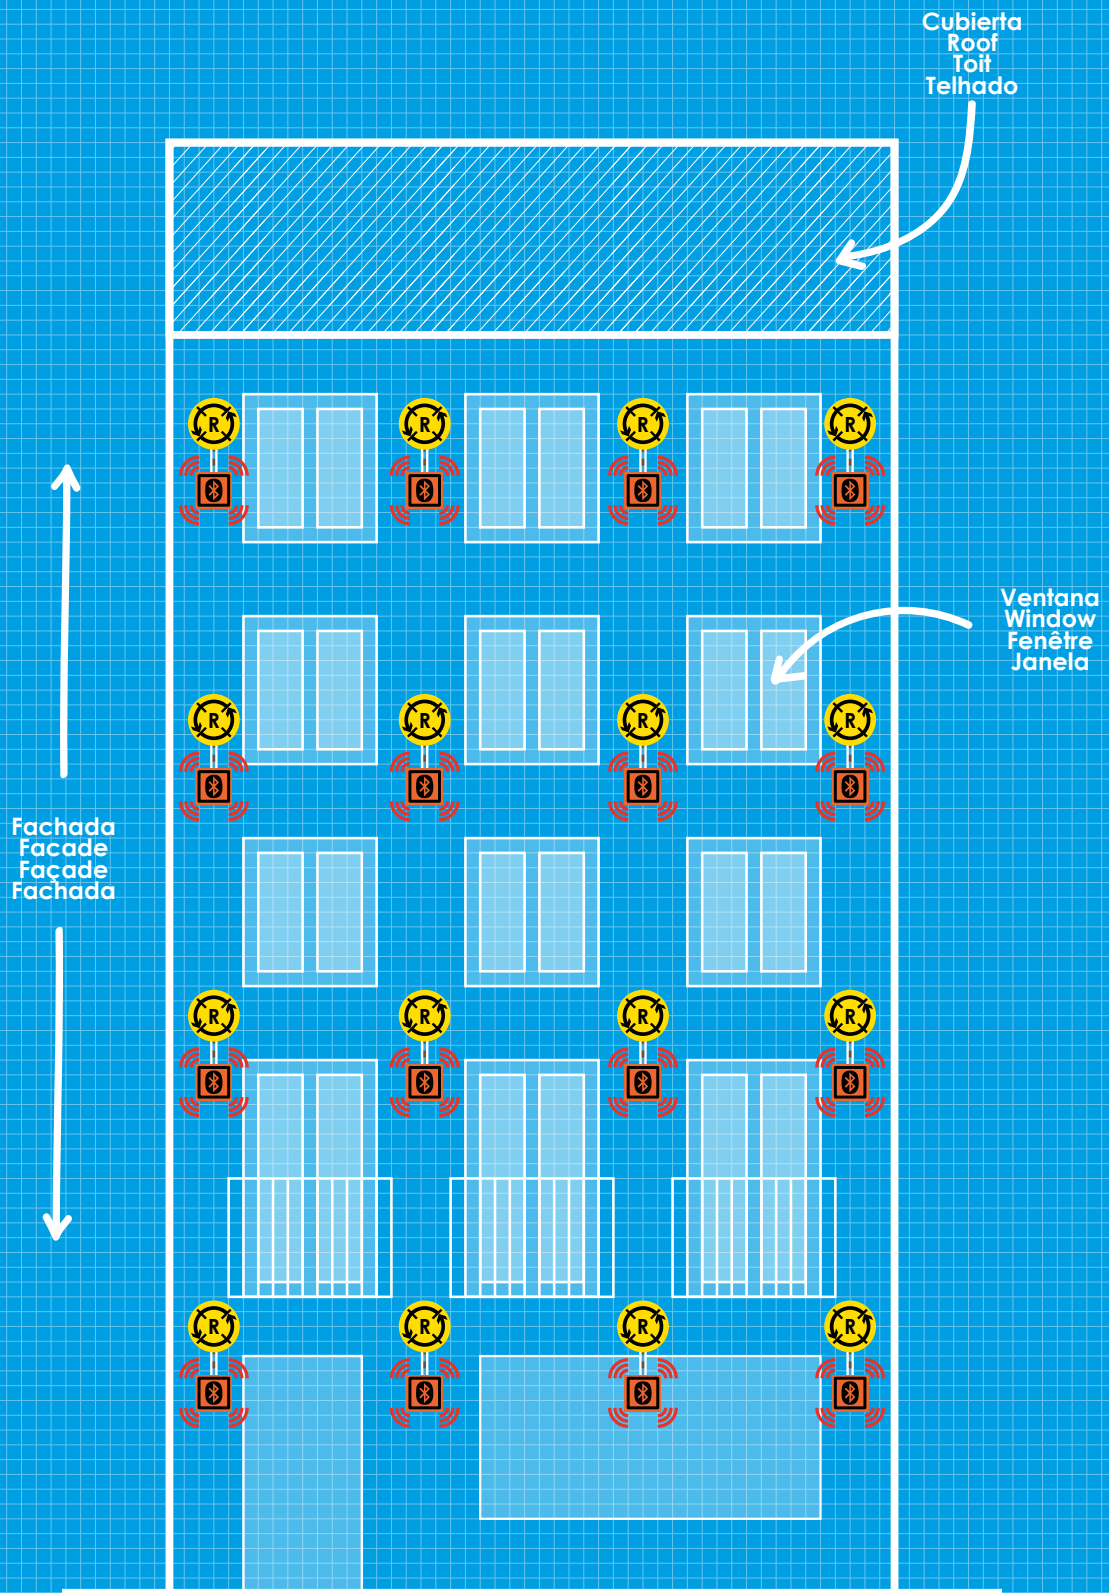 Cubierta
Roof
Toit
Telhado
R R R R
Ventana
Window
Fenêtre
Janela
R R R R
Fachada
Facade
Façade
Fachada
R R R R
R R R R